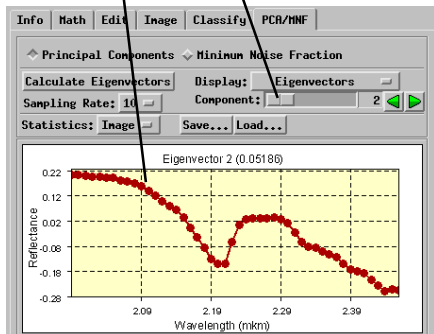 Info Math Edit Image Classify PCA/MNF
Principal Components Minimum Noise Fraction
Calculate Eigenvectors Display: Eigenvectors
Sampling Rate: 10 Component: 2
Statistics: Image Save... Load...
Eigenvector 2 (0.05186)
0.22
0.12
0.02
-0.08
-0.18
-0.28
Reflectance
2.09 2.19 2.29 2.39
Wavelength (mkm)